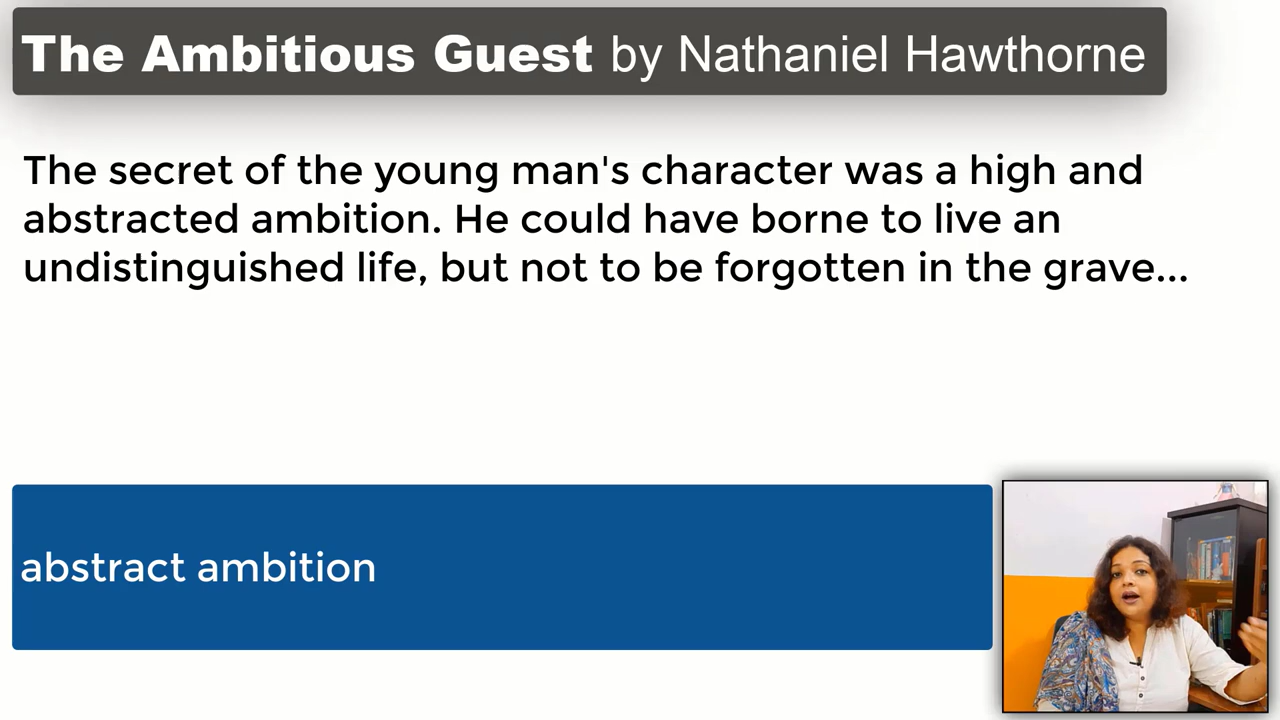 The Ambitious Guest by Nathaniel Hawthorne
The secret of the young man's character was a high and
abstracted ambition. He could have borne to live an
undistinguished life, but not to be forgotten in the grave...
abstract ambition